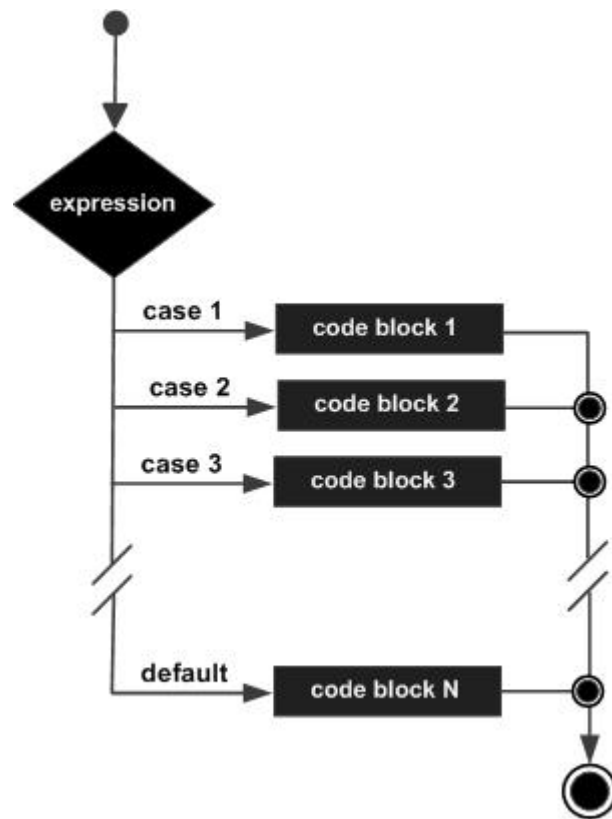 expression
case 1
code block 1
case 2
code block 2
case 3
code block 3
default
code block N